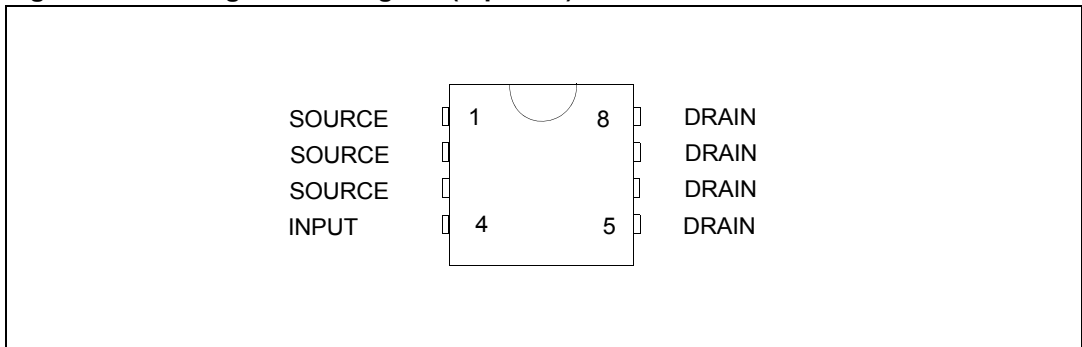 SOURCE 1 8 DRAIN
SOURCE DRAIN
SOURCE DRAIN
INPUT 4 5 DRAIN